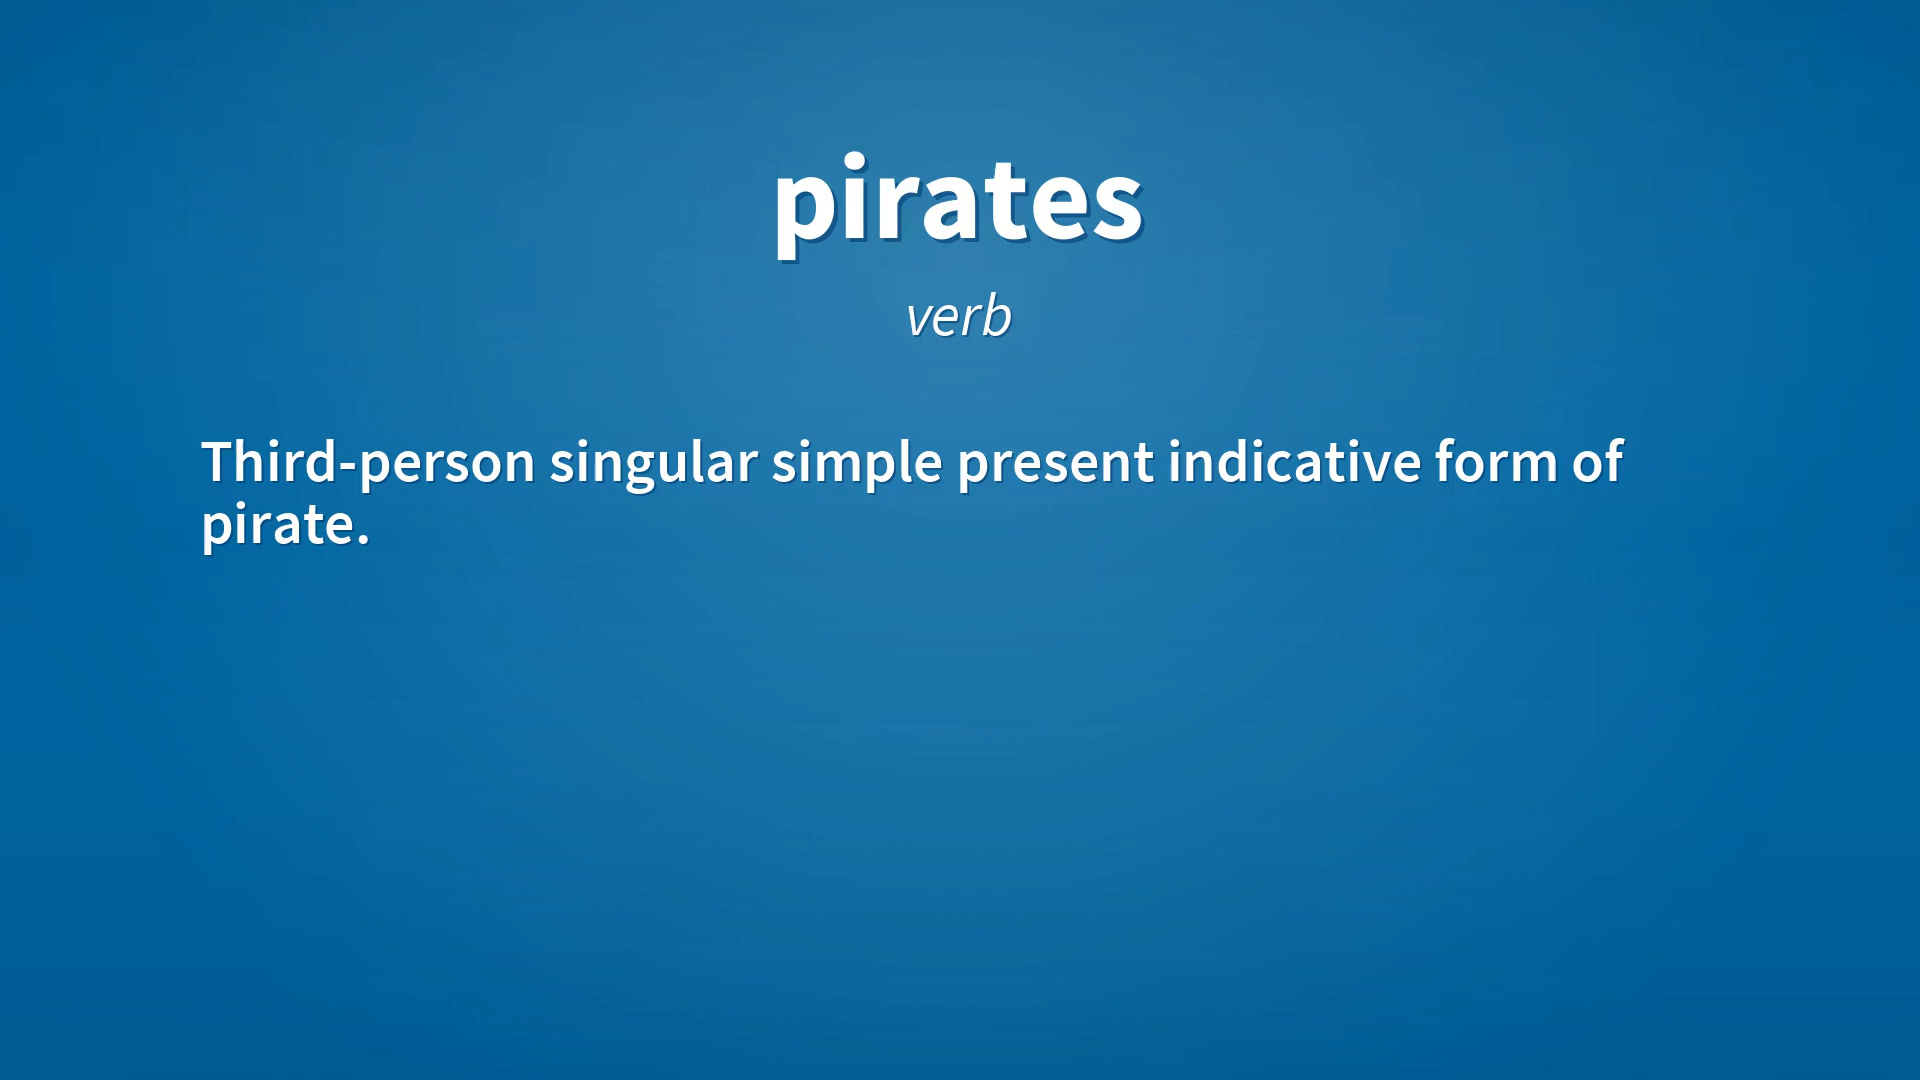 pirates
verb
Third-person singular simple present indicative form of
pirate.